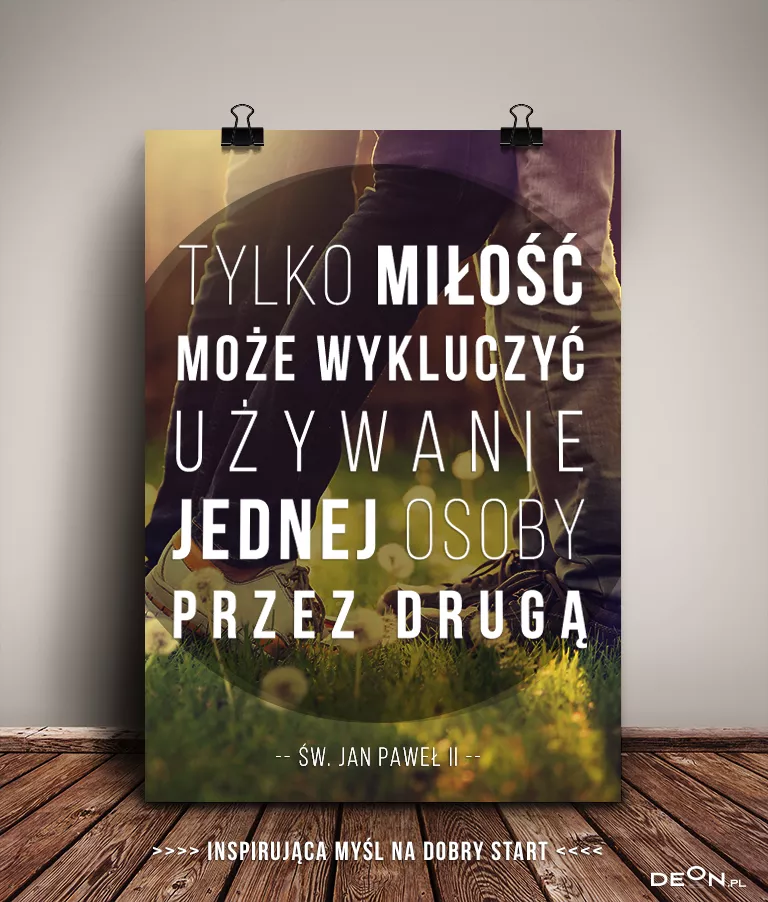 TYLKO MIŁOŚĆ
MOŻE WYKLUCZYĆ
UŻYWANIE
JEDNEJ OSOBY
PRZEZ DRUGĄ
-- ŚW. JAN PAWEŁ II --
>>>> INSPIRUJĄCA MYŚL NA DOBRY START <<<<
DEON.PL